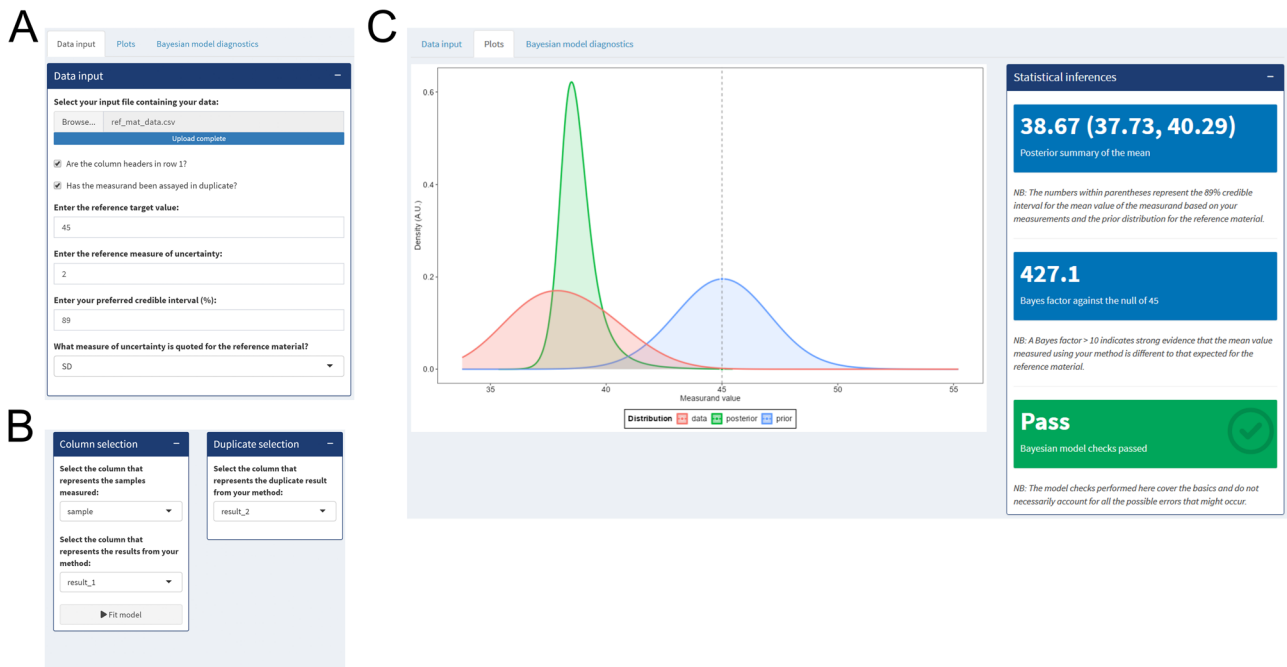 A
Data input
Plots
Bayesian model diagnostics
Data input
Select your input file containing your data:
Browse...
ref_mat_data.csv
Upload complete
Are the column headers in row 1?
Has the measurand been assayed in duplicate?
Enter the reference target value:
45
Enter the reference measure of uncertainty:
2
Enter your preferred credible interval (%):
89
What measure of uncertainty is quoted for the reference material?
SD
B
Column selection
Select the column that
represents the samples
measured:
sample
Select the column that
represents the results from your
method:
result_1
Fit model
Duplicate selection
Select the column that
represents the duplicate result
from your method:
result_2
C
Data input
Plots
Bayesian model diagnostics
Density (A.U.)
0.6
0.4
0.2
0.0
35
40
45
50
55
Measurand value
Distribution data posterior prior
Statistical inferences
38.67 (37.73, 40.29)
Posterior summary of the mean
NB: The numbers within parentheses represent the 89% credible
interval for the mean value of the measurand based on your
measurements and the prior distribution for the reference material.
427.1
Bayes factor against the null of 45
NB: A Bayes factor > 10 indicates strong evidence that the mean value
measured using your method is different to that expected for the
reference material.
Pass
Bayesian model checks passed
NB: The model checks performed here cover the basics and do not
necessarily account for all the possible errors that might occur.